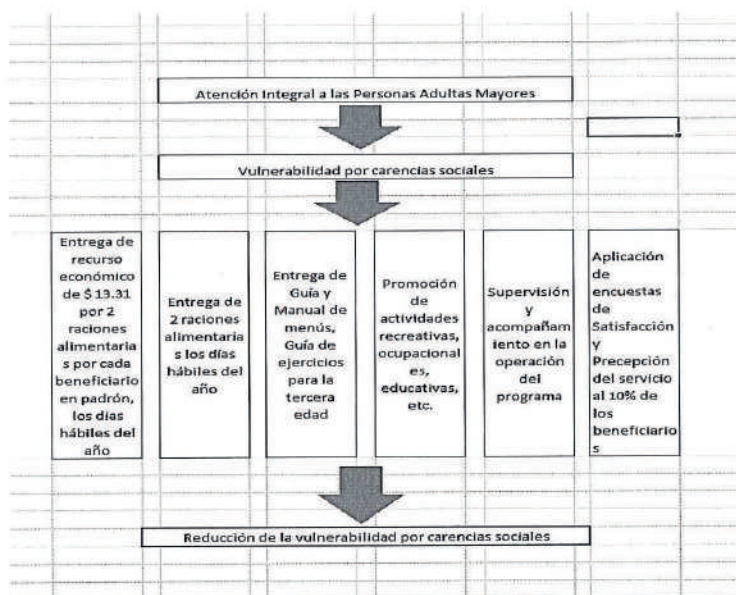 Atención Integral a las Personas Adultas Mayores
Vulnerabilidad por carencias sociales
Entrega de
recurso
económico
de $ 13.31
por 2
raciones
alimentaria
s por cada
beneficiario
en padrón,
los días
hábiles del
año
Entrega de
2 raciones
alimentaria
s los días
hábiles del
año
Entrega de
Guía y
Manual de
menús,
Guía de
ejercicios
para la
tercera
edad
Promoción
de
actividades
recreativas,
ocupacional
es,
educativas,
etc.
Supervisión
y
acompañam
iento en la
operación
del
programa
Aplicación
de
encuestas
de
Satisfacción
y
Precepción
del servicio
al 10% de
los
beneficiario
s
Reducción de la vulnerabilidad por carencias sociales